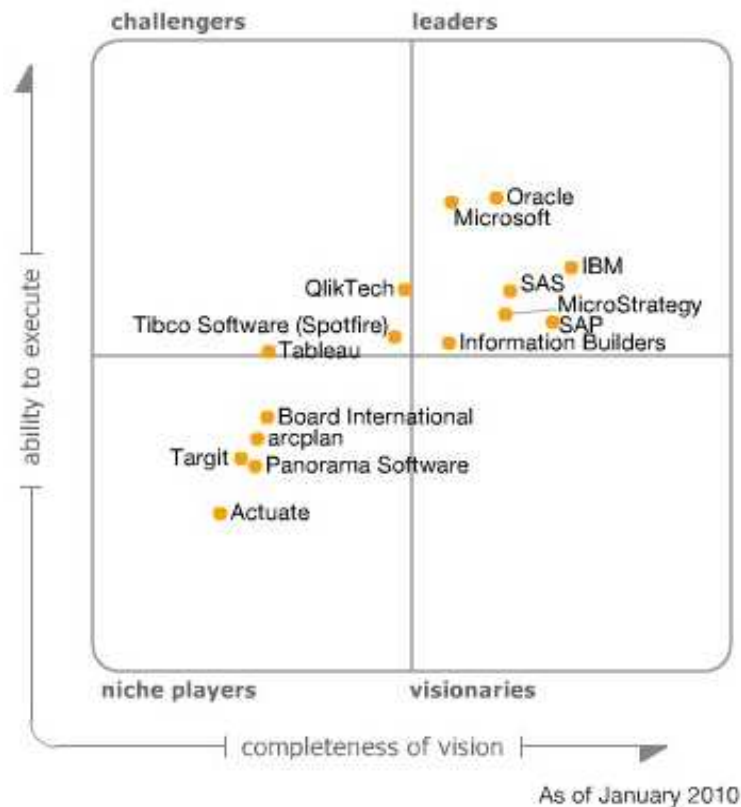 challengers
leaders
Oracle
Microsoft
IBM
QlikTech
SAS
MicroStrategy
Tibco Software (Spotfire)
SAP
Information Builders
Tableau
ability to execute
Board International
arcplan
Targit
Panorama Software
Actuate
niche players
visionaries
completeness of vision
As of January 2010